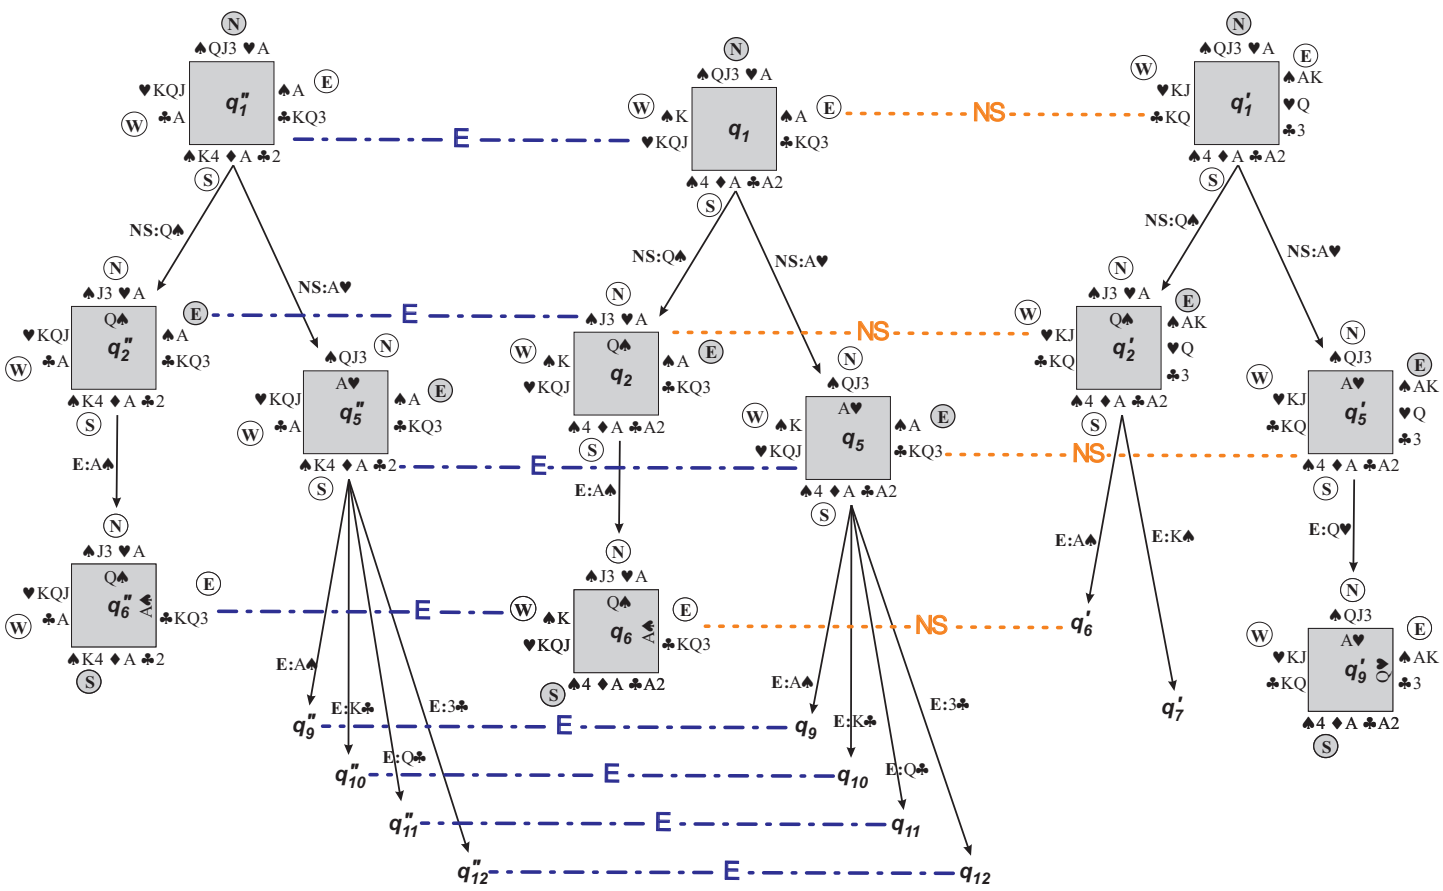 N
♠QJ3 ♥A
♥KQJ
♣A
W
q₁″
E
♠A
♣KQ3
♠K4 ♦A ♣2
S
E
N
♠QJ3 ♥A
W
♠K
♥KQJ
q₁
E
♠A
♣KQ3
♠4 ♦A ♣A2
S
NS
N
♠QJ3 ♥A
W
♥KJ
♣KQ
q₁′
E
♠AK
♥Q
♣3
♠4 ♦A ♣A2
S
NS:Q♠
NS:A♥
NS:Q♠
NS:A♥
NS:Q♠
NS:A♥
N
♠J3 ♥A
Q♠
♥KQJ
♣A
W
q₂″
E
♠A
♣KQ3
♠K4 ♦A ♣2
S
E
N
♠QJ3
A♥
♥KQJ
♣A
W
q₅″
E
♠A
♣KQ3
♠K4 ♦A ♣2
S
E
N
♠J3 ♥A
Q♠
W
♠K
♥KQJ
q₂
E
♠A
♣KQ3
♠4 ♦A ♣A2
S
NS
N
♠QJ3
A♥
W
♠K
♥KQJ
q₅
E
♠A
♣KQ3
♠4 ♦A ♣A2
S
NS
N
♠J3 ♥A
Q♠
W
♥KJ
♣KQ
q₂′
E
♠AK
♥Q
♣3
♠4 ♦A ♣A2
S
N
♠QJ3
A♥
W
♥KJ
♣KQ
q₅′
E
♠AK
♥Q
♣3
♠4 ♦A ♣A2
S
E:A♠
E:A♠
E:A♠
E:K♠
E:Q♥
N
♠J3 ♥A
Q♠
♥KQJ
♣A
W
q₆″
A♠
E
♣KQ3
♠K4 ♦A ♣2
S
E
N
♠J3 ♥A
Q♠
W
♠K
♥KQJ
q₆
A♠
E
♣KQ3
♠4 ♦A ♣A2
S
NS
q₆′
q₇′
N
♠QJ3
A♥
W
♥KJ
♣KQ
q₉′
Q♥
E
♠AK
♣3
♠4 ♦A ♣A2
S
E:A♠
E:K♣
E:Q♣
E:3♣
E:A♠
E:K♣
E:Q♣
E:3♣
q₉″ E q₉
q₁₀″ E q₁₀
q₁₁″ E q₁₁
q₁₂″ E q₁₂